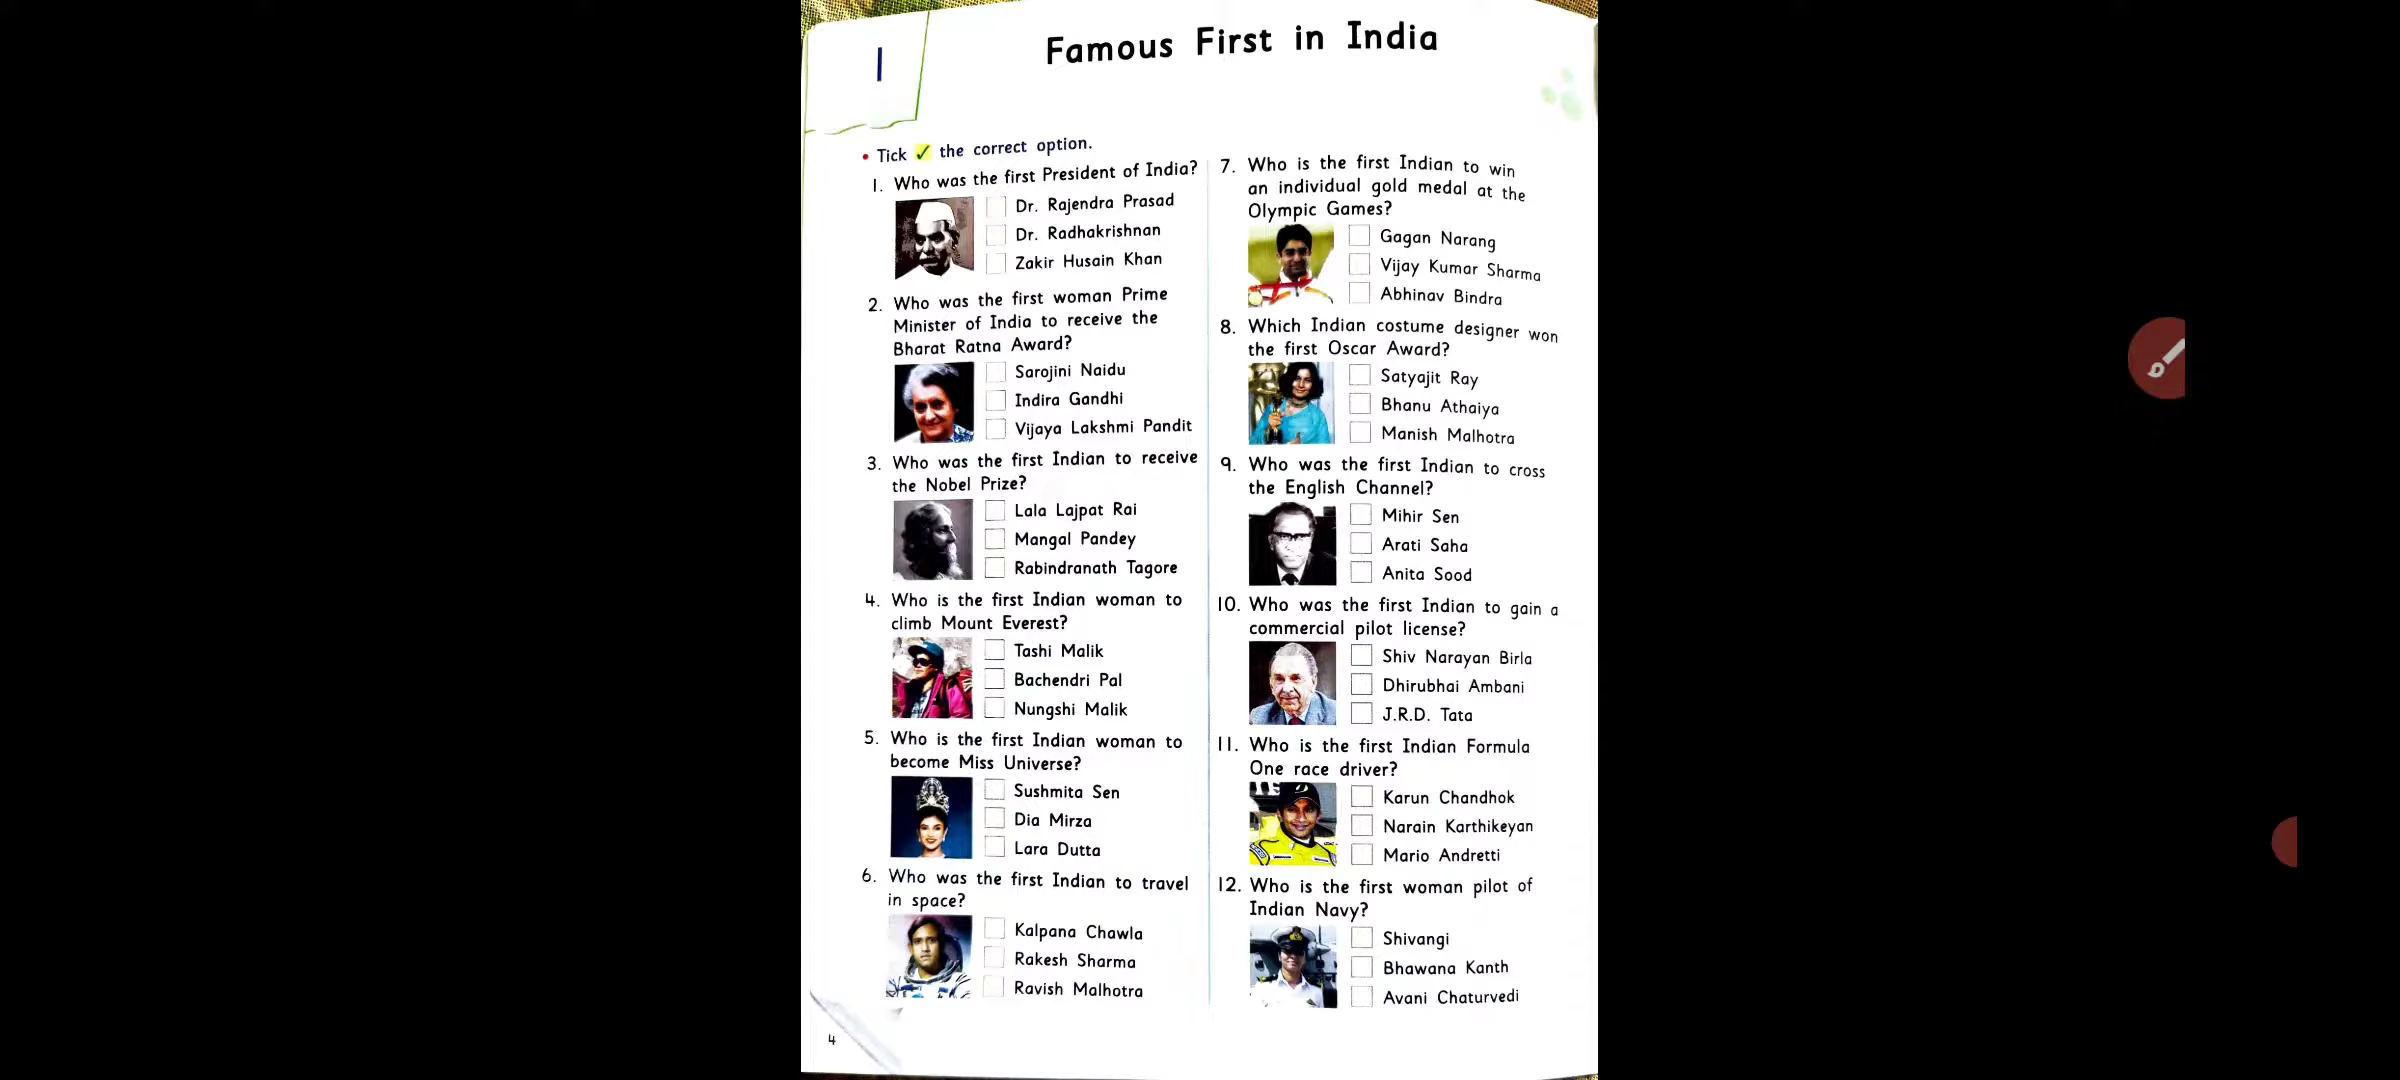 1
Famous First in India
• Tick ✓ the correct option.
1. Who was the first President of India?
Dr. Rajendra Prasad
Dr. Radhakrishnan
Zakir Husain Khan
2. Who was the first woman Prime
Minister of India to receive the
Bharat Ratna Award?
Sarojini Naidu
Indira Gandhi
Vijaya Lakshmi Pandit
3. Who was the first Indian to receive
the Nobel Prize?
Lala Lajpat Rai
Mangal Pandey
Rabindranath Tagore
4. Who is the first Indian woman to
climb Mount Everest?
Tashi Malik
Bachendri Pal
Nungshi Malik
5. Who is the first Indian woman to
become Miss Universe?
Sushmita Sen
Dia Mirza
Lara Dutta
6. Who was the first Indian to travel
in space?
Kalpana Chawla
Rakesh Sharma
Ravish Malhotra
7. Who is the first Indian to win
an individual gold medal at the
Olympic Games?
Gagan Narang
Vijay Kumar Sharma
Abhinav Bindra
8. Which Indian costume designer won
the first Oscar Award?
Satyajit Ray
Bhanu Athaiya
Manish Malhotra
9. Who was the first Indian to cross
the English Channel?
Mihir Sen
Arati Saha
Anita Sood
10. Who was the first Indian to gain a
commercial pilot license?
Shiv Narayan Birla
Dhirubhai Ambani
J.R.D. Tata
11. Who is the first Indian Formula
One race driver?
Karun Chandhok
Narain Karthikeyan
Mario Andretti
12. Who is the first woman pilot of
Indian Navy?
Shivangi
Bhawana Kanth
Avani Chaturvedi
4